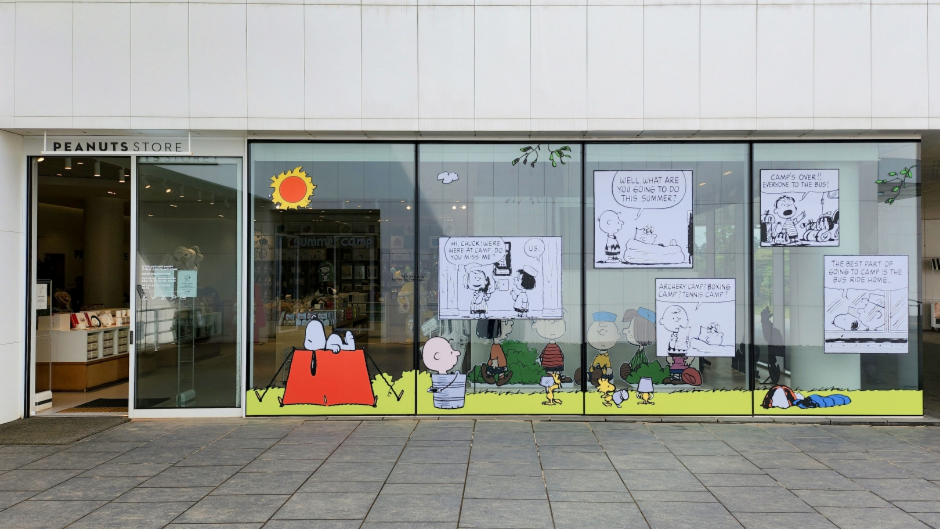 PEANUTS STORE
summer camp
HI, CHUCK! WE'RE
HERE AT CAMP. DO
YOU MISS ME
US.
WELL WHAT ARE
YOU GOING TO DO
THIS SUMMER?
ARCHERY CAMP? BOXING
CAMP? TENNIS CAMP?
CAMP'S OVER!!
EVERYONE TO THE BUS!
THE BEST PART OF
GOING TO CAMP IS THE
BUS RIDE HOME..